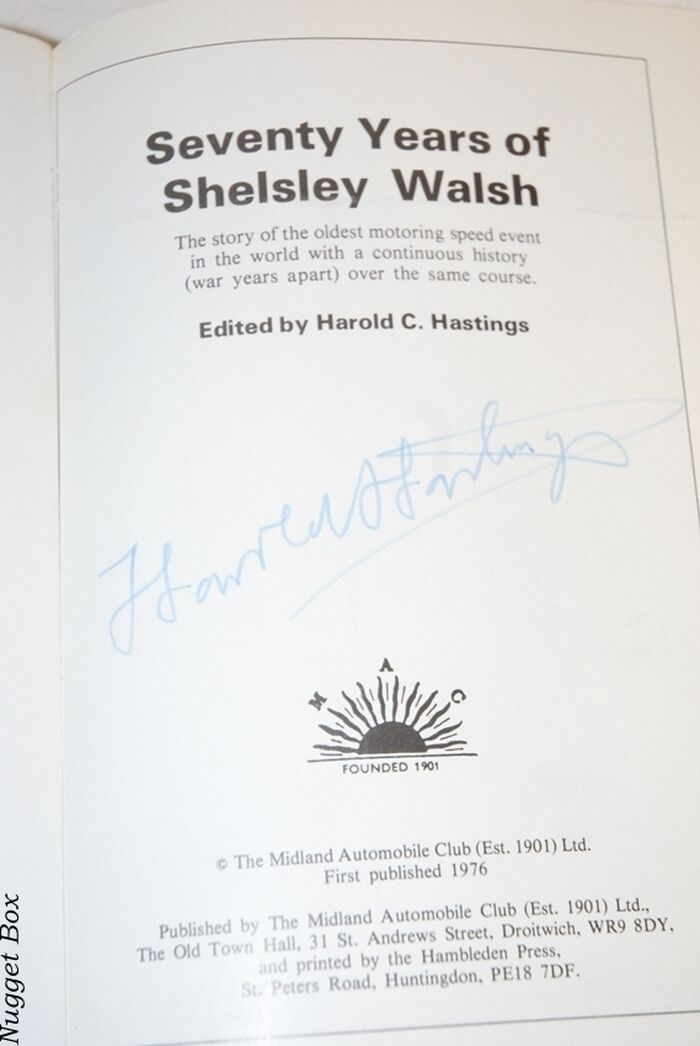 Seventy Years of
Shelsley Walsh
The story of the oldest motoring speed event
in the world with a continuous history
(war years apart) over the same course.
Edited by Harold C. Hastings
Harold Hastings
M A C
FOUNDED 1901
© The Midland Automobile Club (Est. 1901) Ltd.
First published 1976
Published by The Midland Automobile Club (Est. 1901) Ltd.,
The Old Town Hall, 31 St. Andrews Street, Droitwich, WR9 8DY,
and printed by the Hambleden Press,
St. Peters Road, Huntingdon, PE18 7DF.
Nugget Box